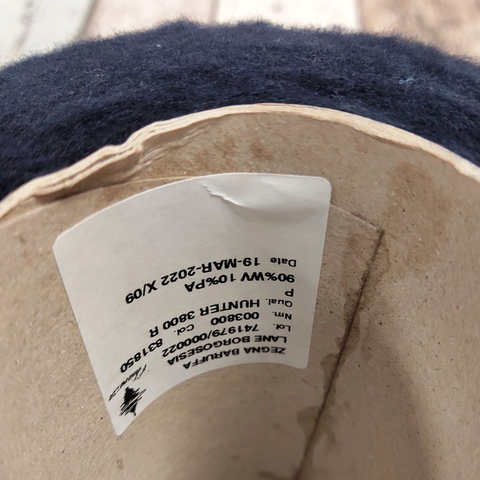 ZEGNA BARUFFA
LANE BORGOSESIA
Lot. 741979/000022
Nm. 003800 Col. 831850
Qual. HUNTER 3800 R
P
90%WV 10%PA
Date 19-MAR-2022 X/09